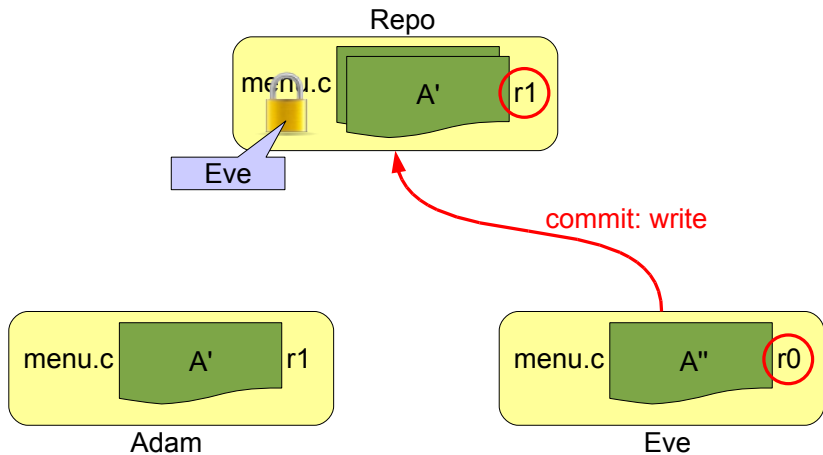 Repo
menu.c A' r1
Eve
commit: write
menu.c A' r1
menu.c A'' r0
Adam
Eve